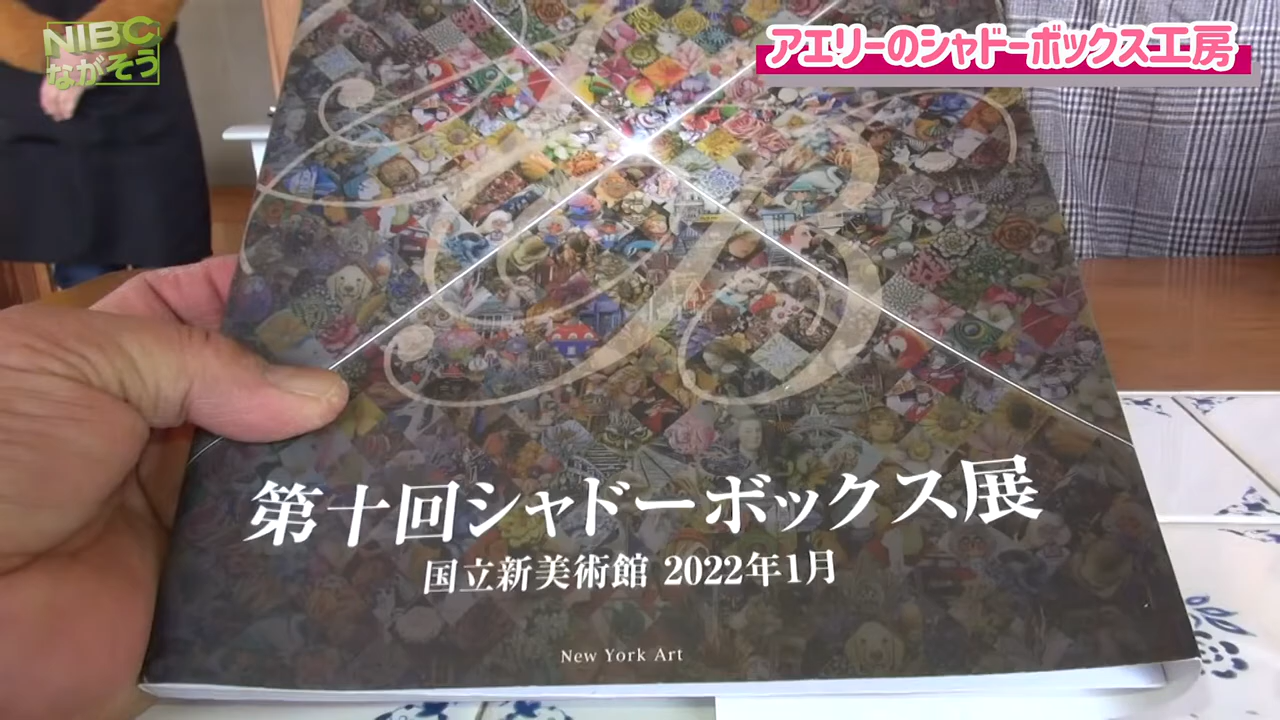 NIBC
ながそう
アエリーのシャドーボックス工房
第十回シャドーボックス展
国立新美術館 2022年1月
New York Art